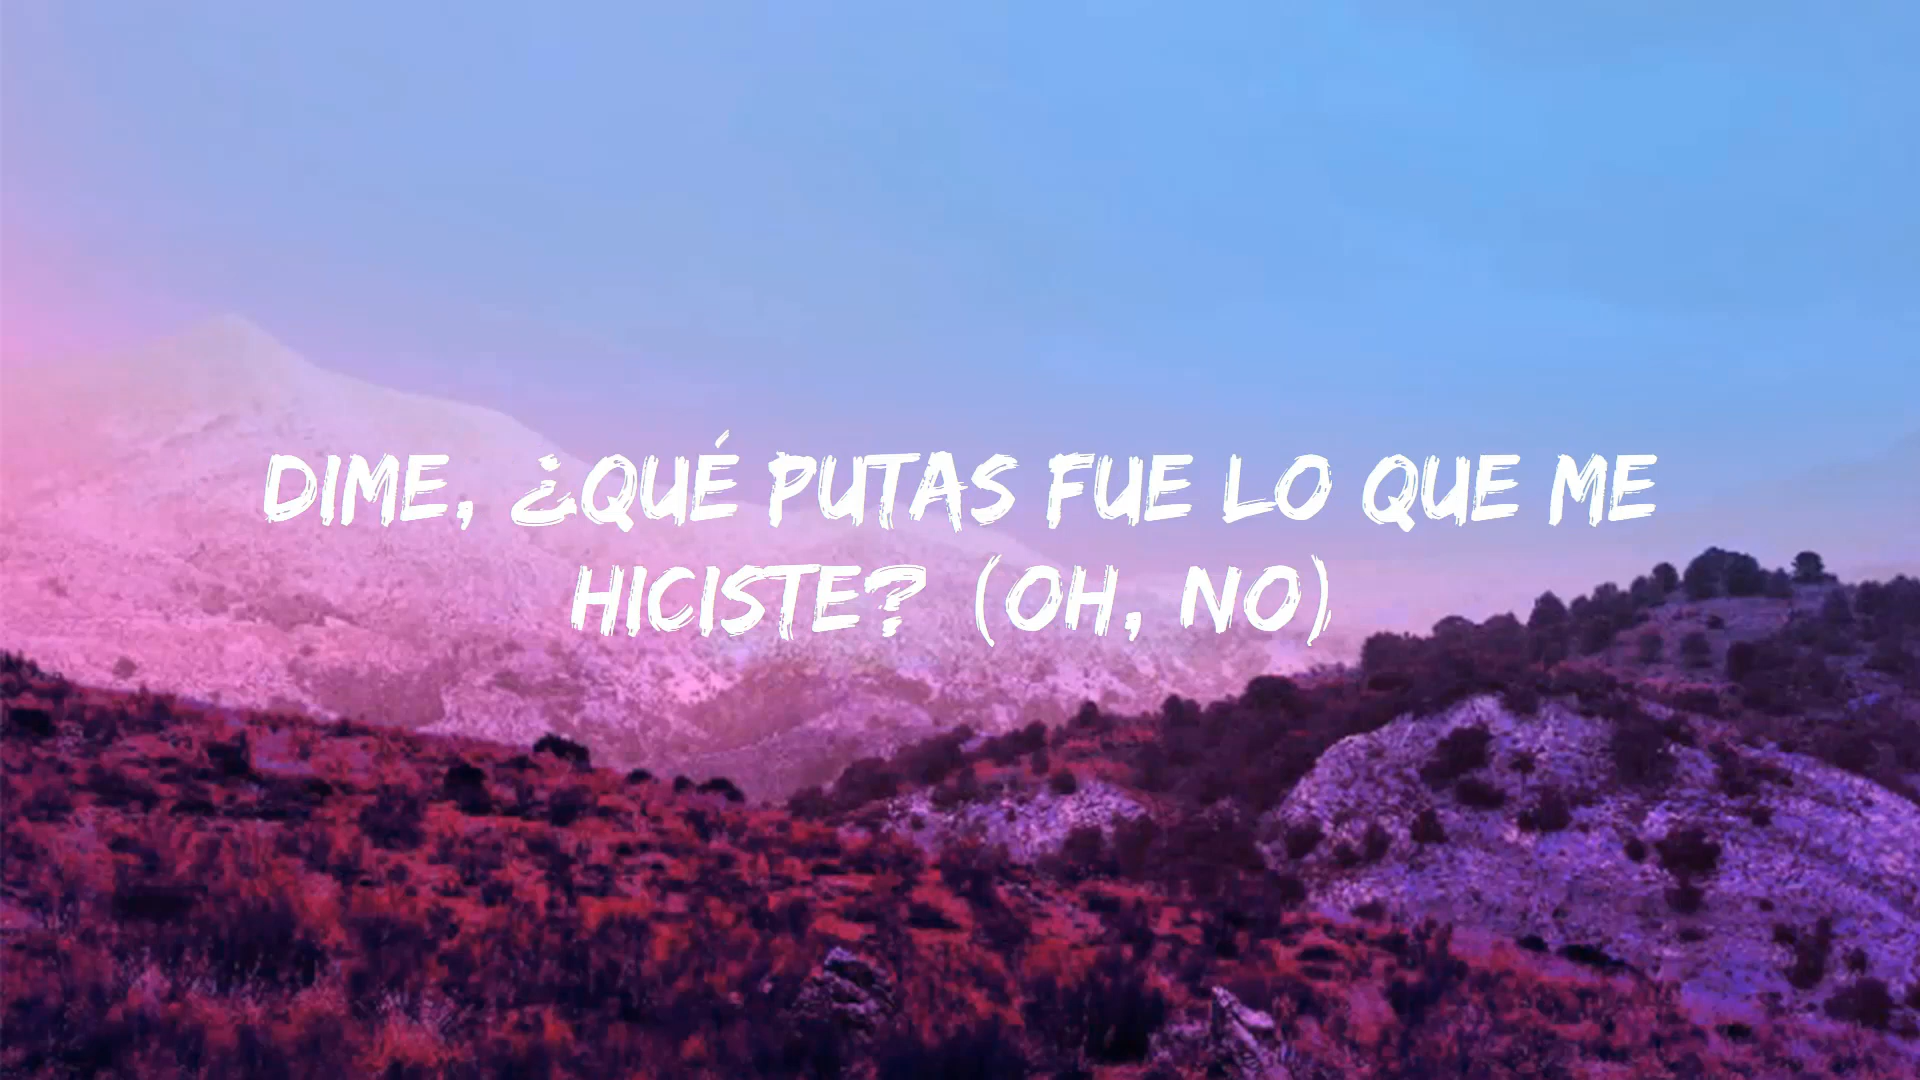 DIME, ¿QUÉ PUTAS FUE LO QUE ME
HICISTE? (OH, NO)